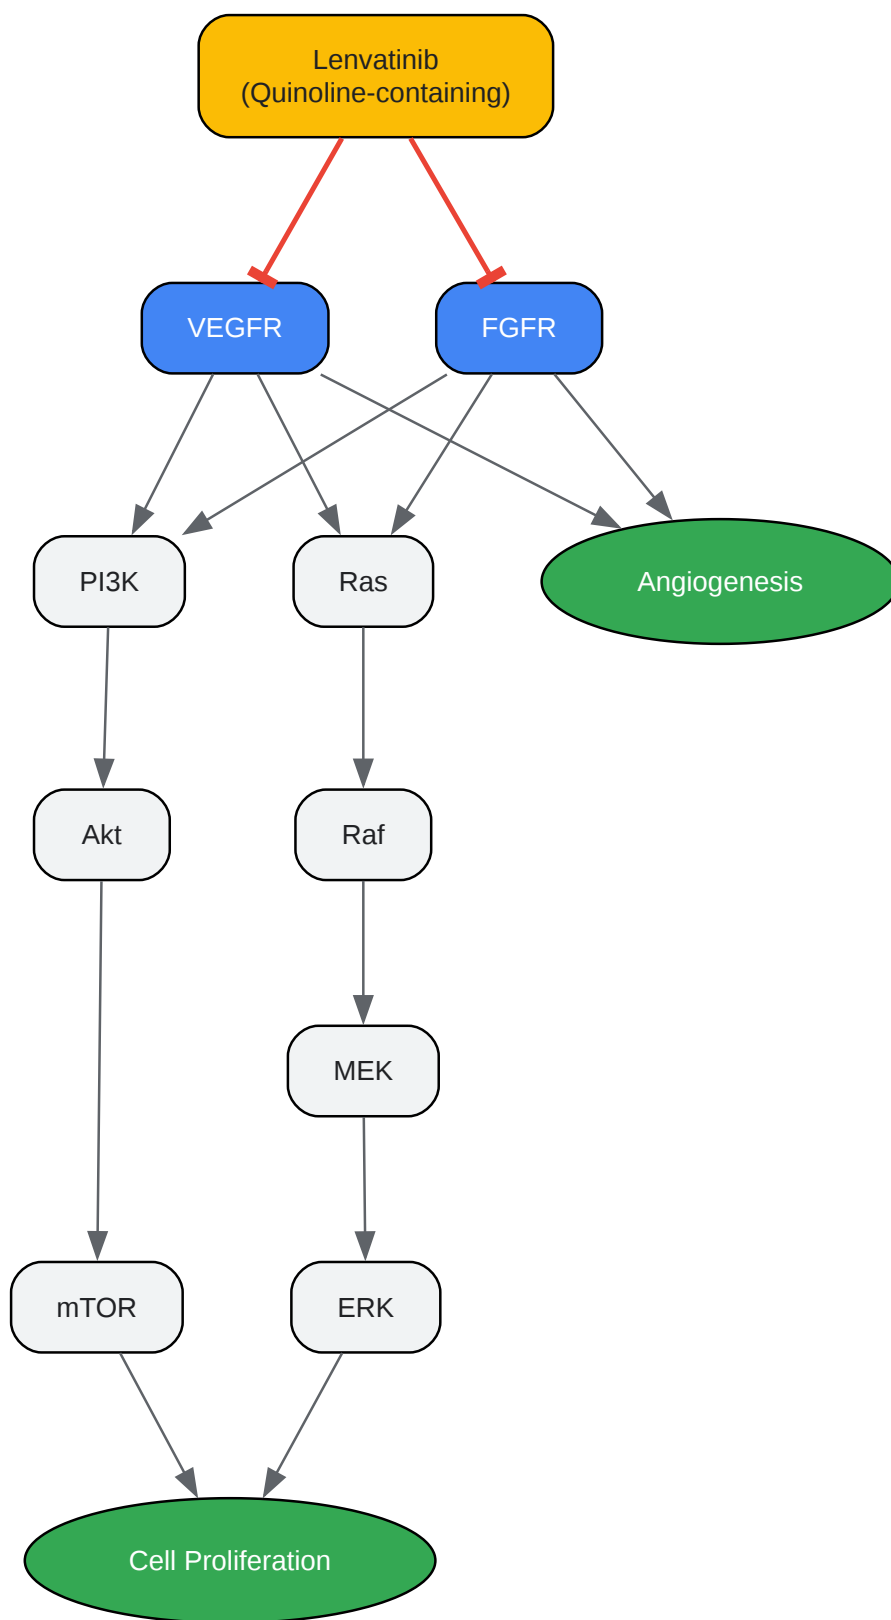 Lenvatinib
(Quinoline-containing)
VEGFR
FGFR
PI3K
Ras
Angiogenesis
Akt
Raf
MEK
mTOR
ERK
Cell Proliferation